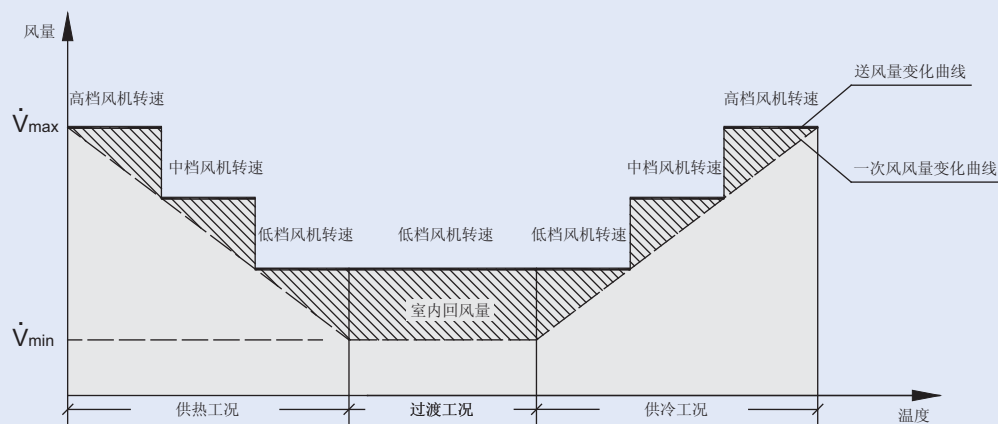 风量
送风量变化曲线
高档风机转速
高档风机转速
V̇max
中档风机转速
中档风机转速
一次风风量变化曲线
低档风机转速
低档风机转速
低档风机转速
室内回风量
V̇min
供热工况
过渡工况
供冷工况
温度